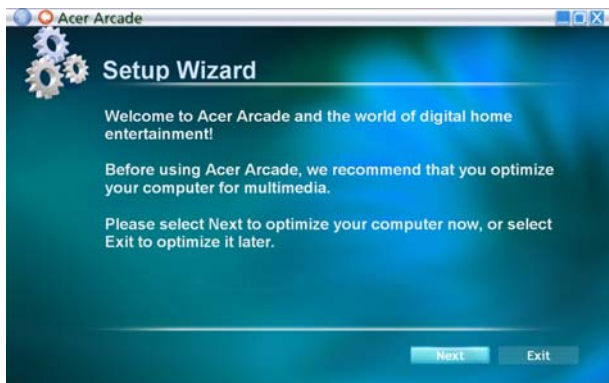 Acer Arcade
Setup Wizard
Welcome to Acer Arcade and the world of digital home
entertainment!
Before using Acer Arcade, we recommend that you optimize
your computer for multimedia.
Please select Next to optimize your computer now, or select
Exit to optimize it later.
Next Exit